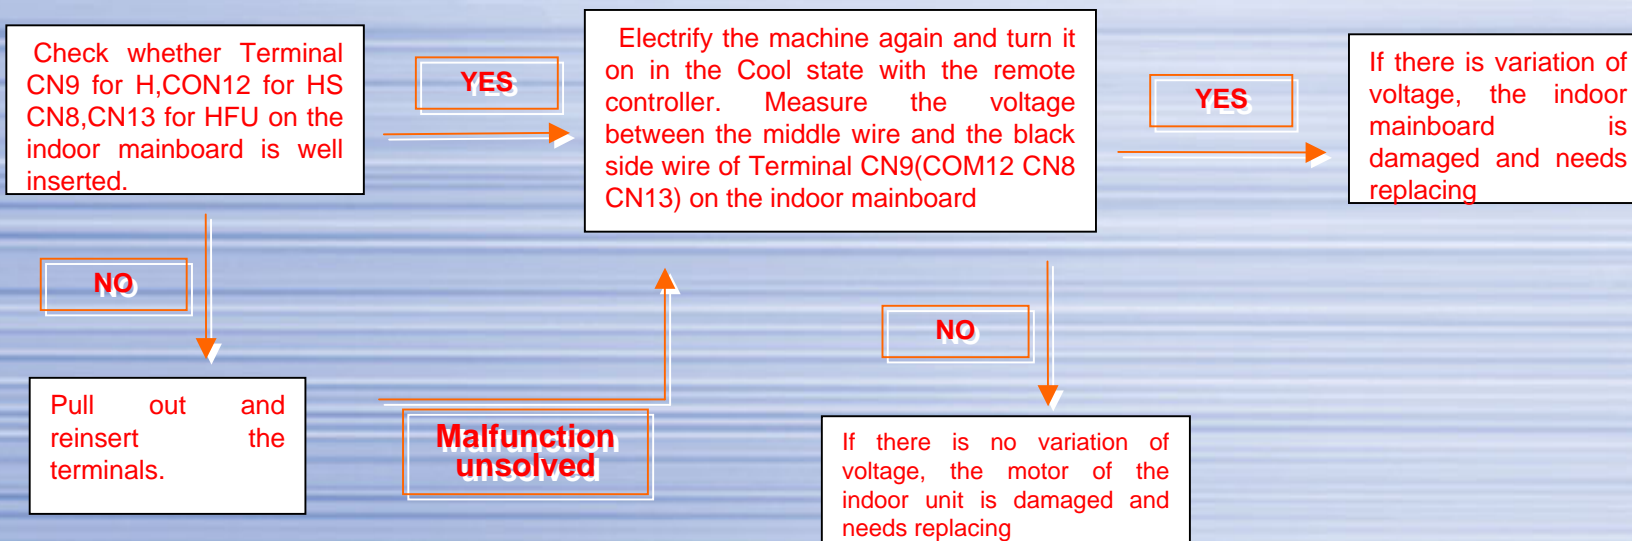 Check whether Terminal
CN9 for H,CON12 for HS
CN8,CN13 for HFU on the
indoor mainboard is well
inserted.
YES
Electrify the machine again and turn it
on in the Cool state with the remote
controller. Measure the voltage
between the middle wire and the black
side wire of Terminal CN9(COM12 CN8
CN13) on the indoor mainboard
YES
If there is variation of
voltage, the indoor
mainboard is
damaged and needs
replacing
NO
Pull out and
reinsert the
terminals.
Malfunction
unsolved
NO
If there is no variation of
voltage, the motor of the
indoor unit is damaged and
needs replacing